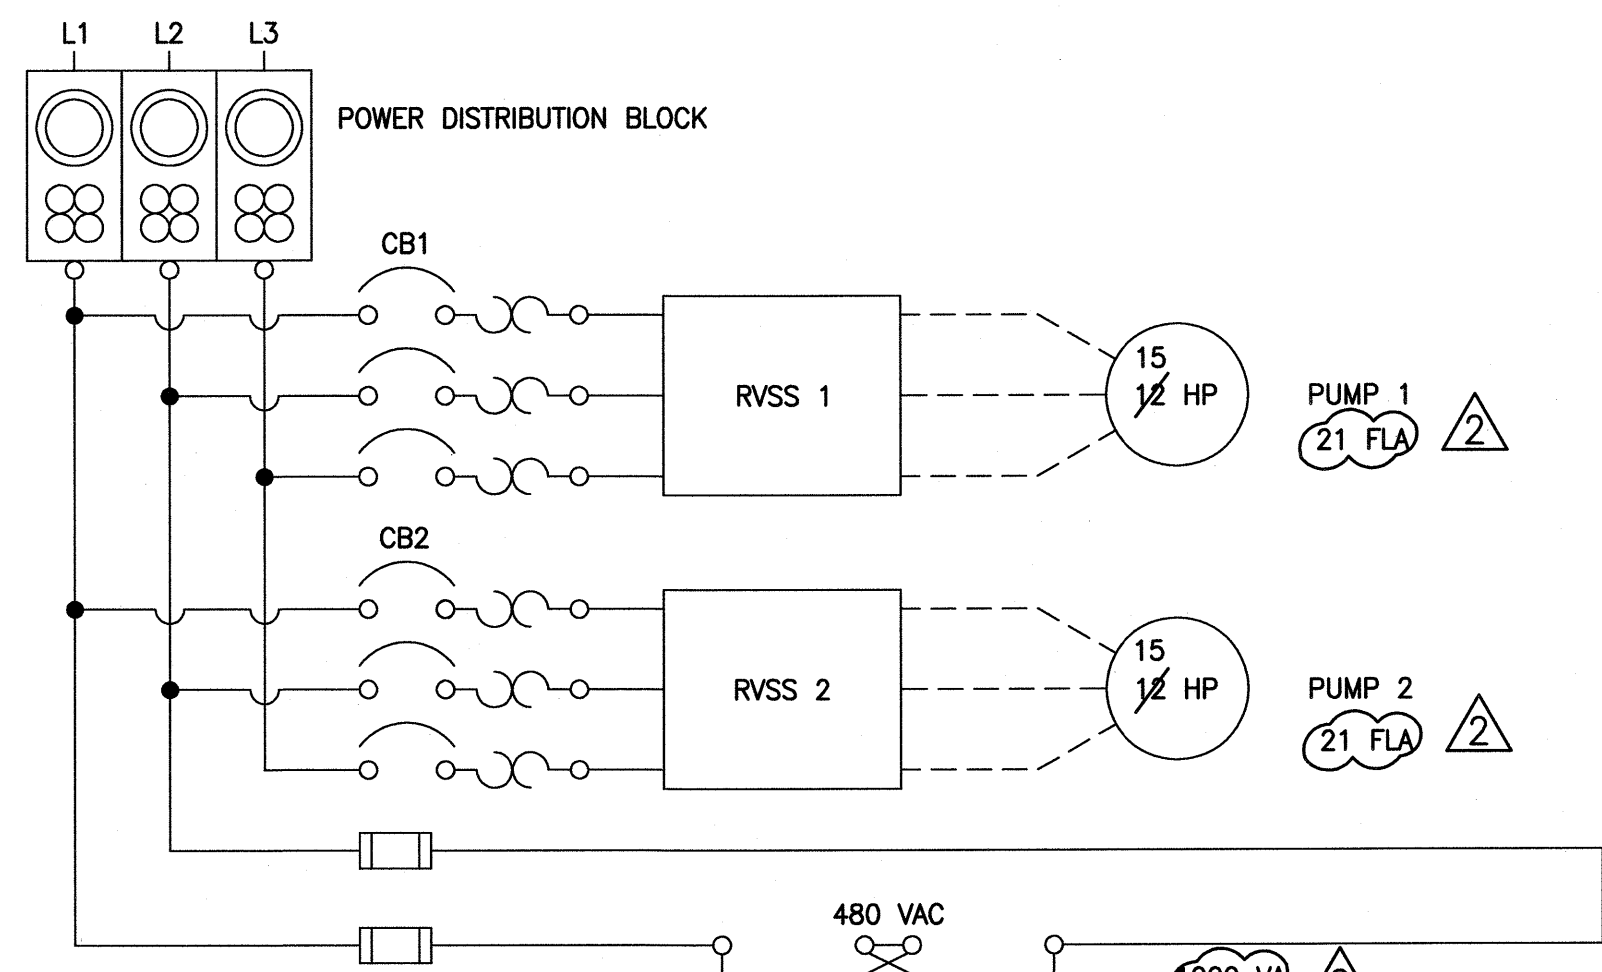 L1 L2 L3
POWER DISTRIBUTION BLOCK
CB1
RVSS 1
15
12 HP
PUMP 1
21 FLA
2
CB2
RVSS 2
15
12 HP
PUMP 2
21 FLA
2
480 VAC
VA